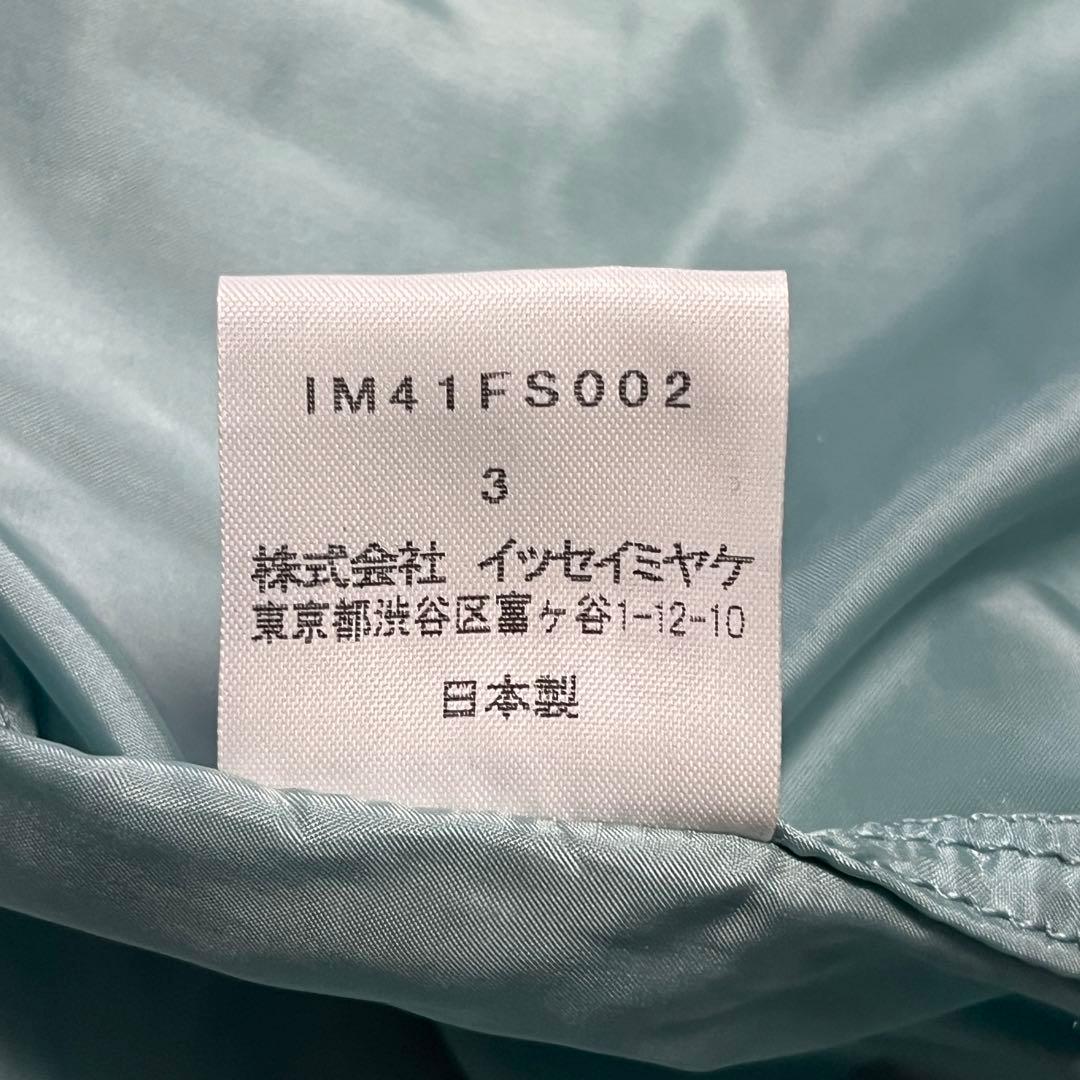 IM41FS002
3
株式会社 イッセイミヤケ
東京都渋谷区富ヶ谷1-12-10
日本製